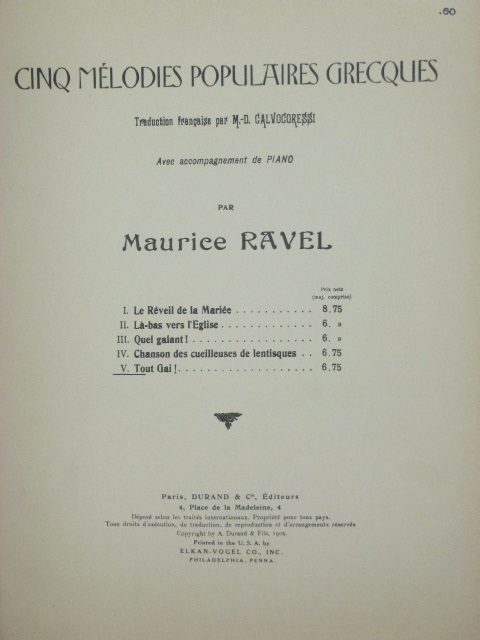 .60
CINQ MÉLODIES POPULAIRES GRECQUES
Traduction française par M.-D. CALVOCORESSI
Avec accompagnement de PIANO
PAR
Maurice RAVEL
Prix nets
(maj. comprise)
I. Le Réveil de la Mariée . . . . . . . . . . . 8.75
II. Là-bas vers l'Eglise . . . . . . . . . . . . . 6. »
III. Quel galant ! . . . . . . . . . . . . . . . . . 6. »
IV. Chanson des cueilleuses de lentisques . . 6.75
V. Tout Gai ! . . . . . . . . . . . . . . . . . . . 6.75
Paris, DURAND & Cie, Éditeurs
4, Place de la Madeleine, 4
Déposé selon les traités internationaux. Propriété pour tous pays.
Tous droits d'exécution, de traduction, de reproduction et d'arrangements réservés
Copyright by A. Durand & Fils, 1906.
Printed in the U. S. A. by
ELKAN-VOGEL CO., INC.
PHILADELPHIA, PENNA.